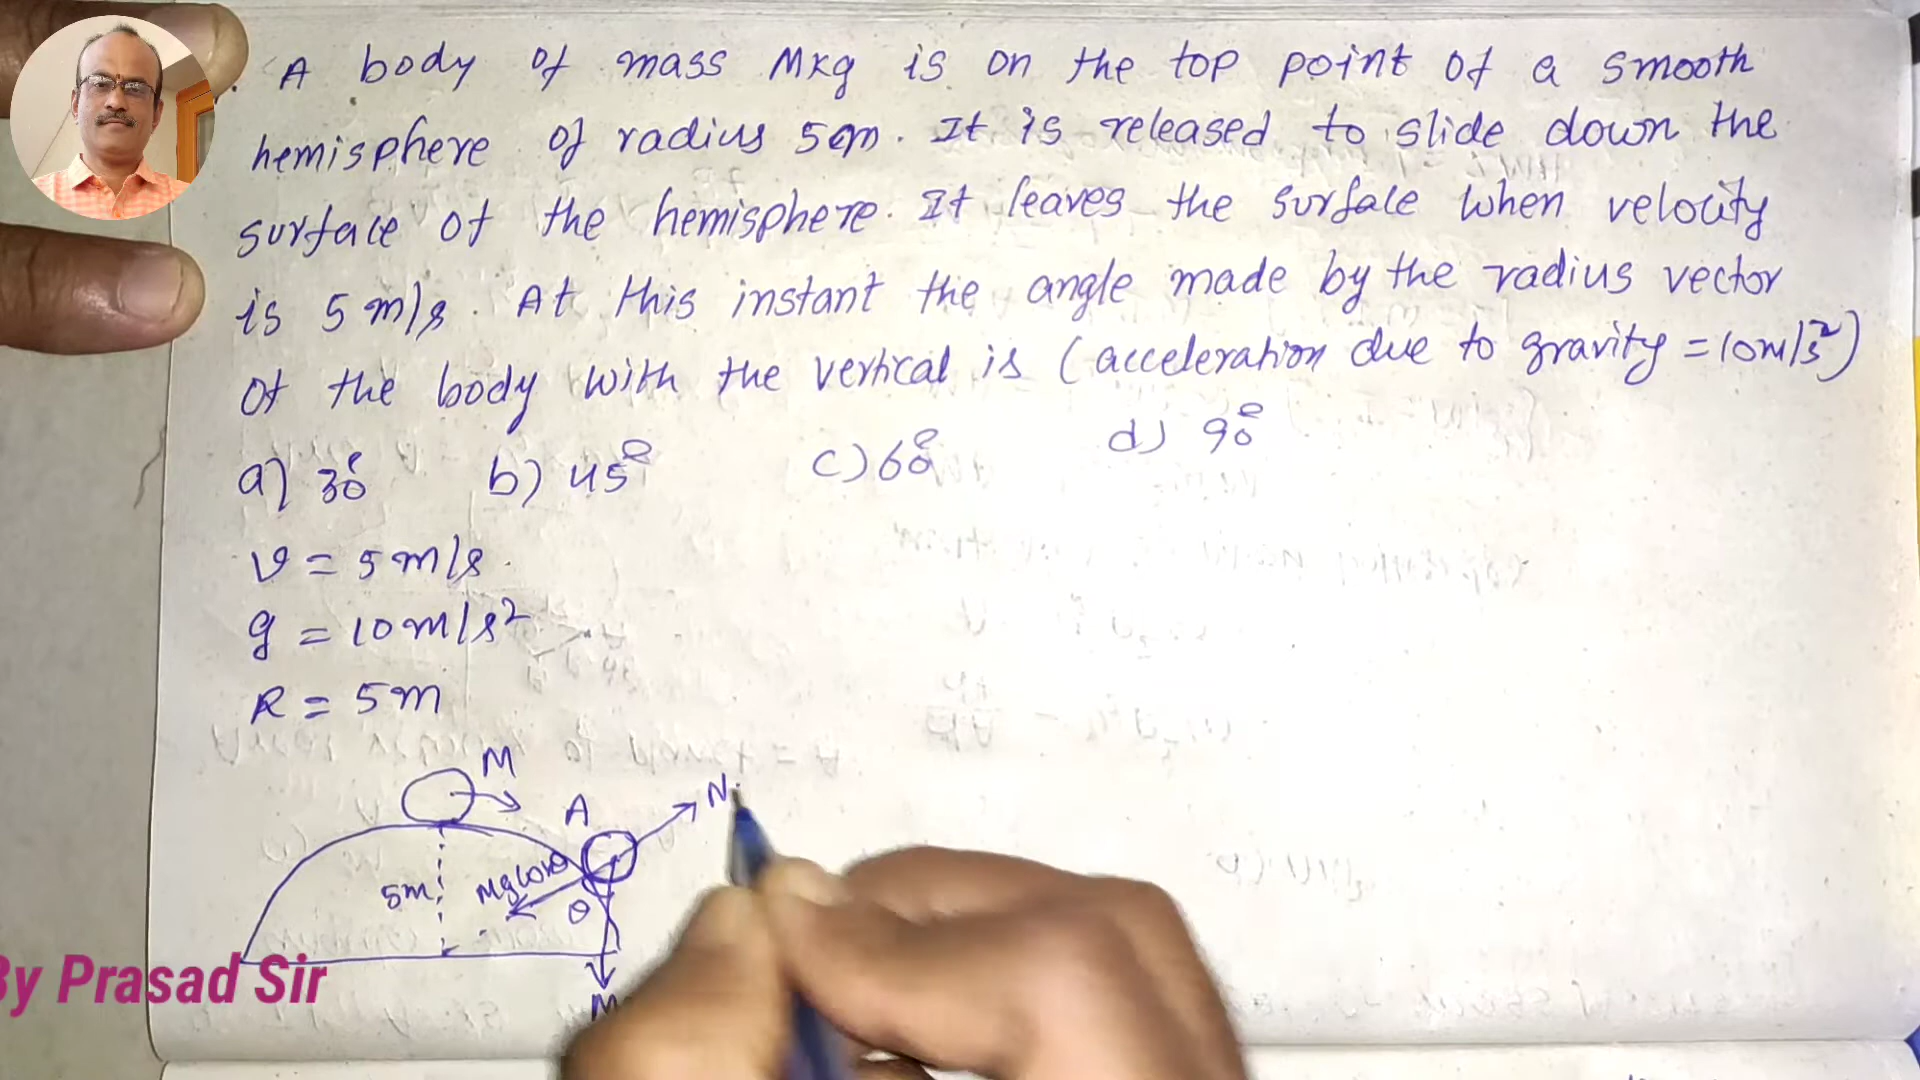 . A body of mass Mkg is on the top point of a smooth
hemisphere of radius 5cm. It is released to slide down the
surface of the hemisphere. It leaves the surface when velocity
is 5 m/s. At this instant the angle made by the radius vector
of the body with the vertical is (acceleration due to gravity = 10m/s²)
a) 30° b) 45° c) 60° d) 90°
v = 5 m/s.
g = 10 m/s²
R = 5m
M
A
N
5m
Mg cosθ
θ
By Prasad Sir
M